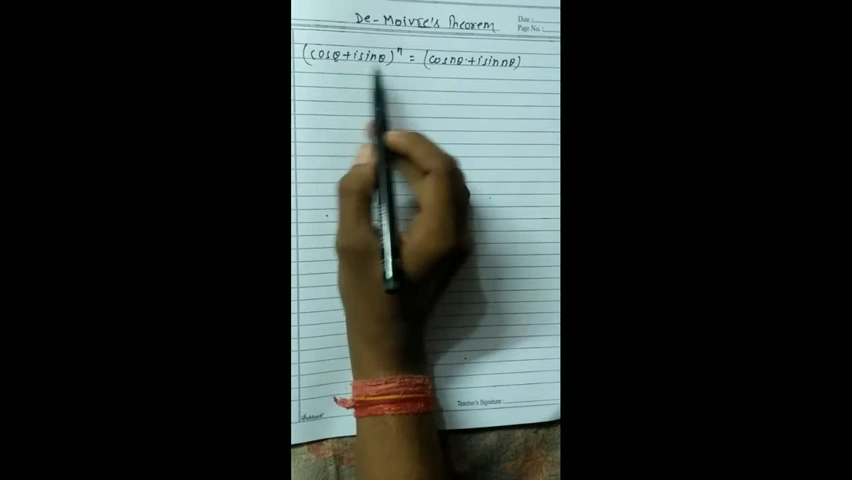 De-Moivre's Theorem
Date :
Page No. :
(cosθ+isinθ)ⁿ = (cosnθ+isinnθ)
Teacher's Signature